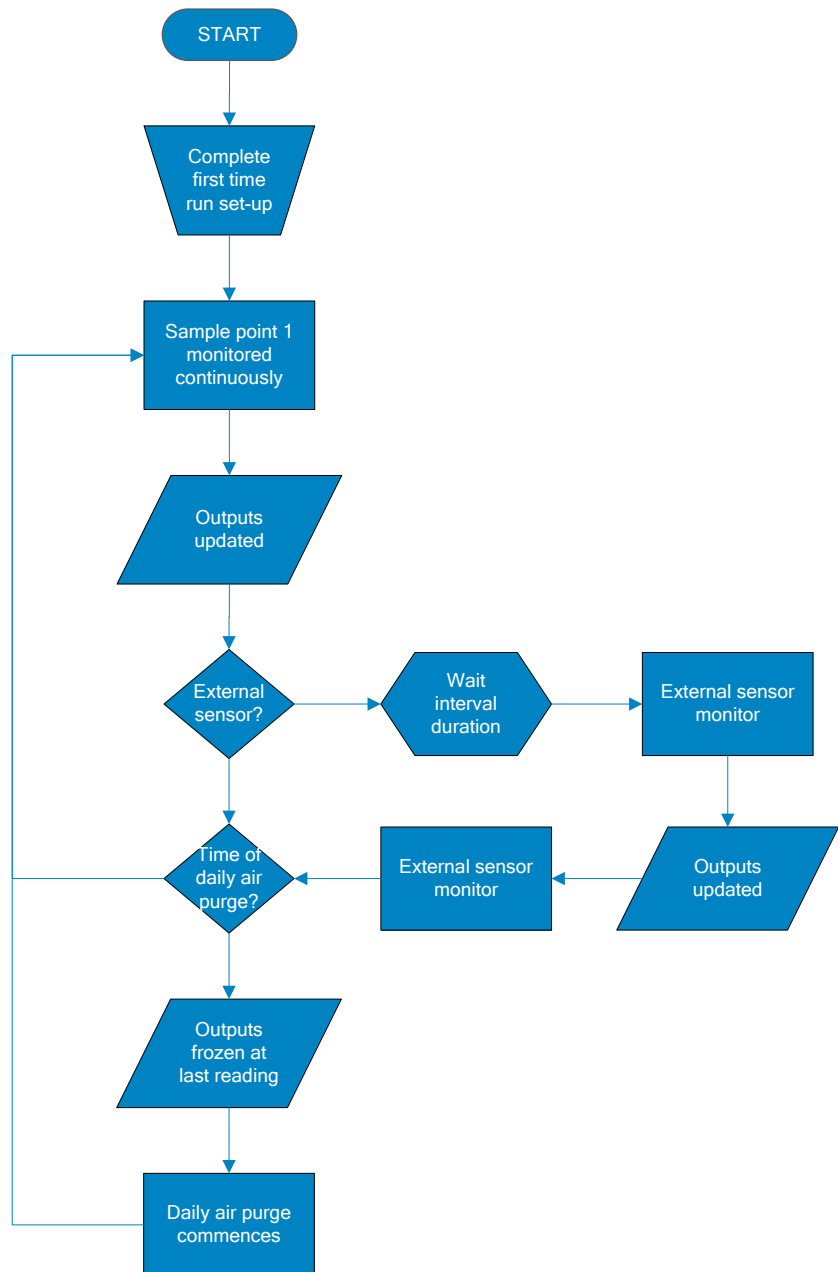 START
Complete
first time
run set-up
Sample point 1
monitored
continuously
Outputs
updated
External
sensor?
Wait
interval
duration
External sensor
monitor
Time of
daily air
purge?
External sensor
monitor
Outputs
updated
Outputs
frozen at
last reading
Daily air purge
commences